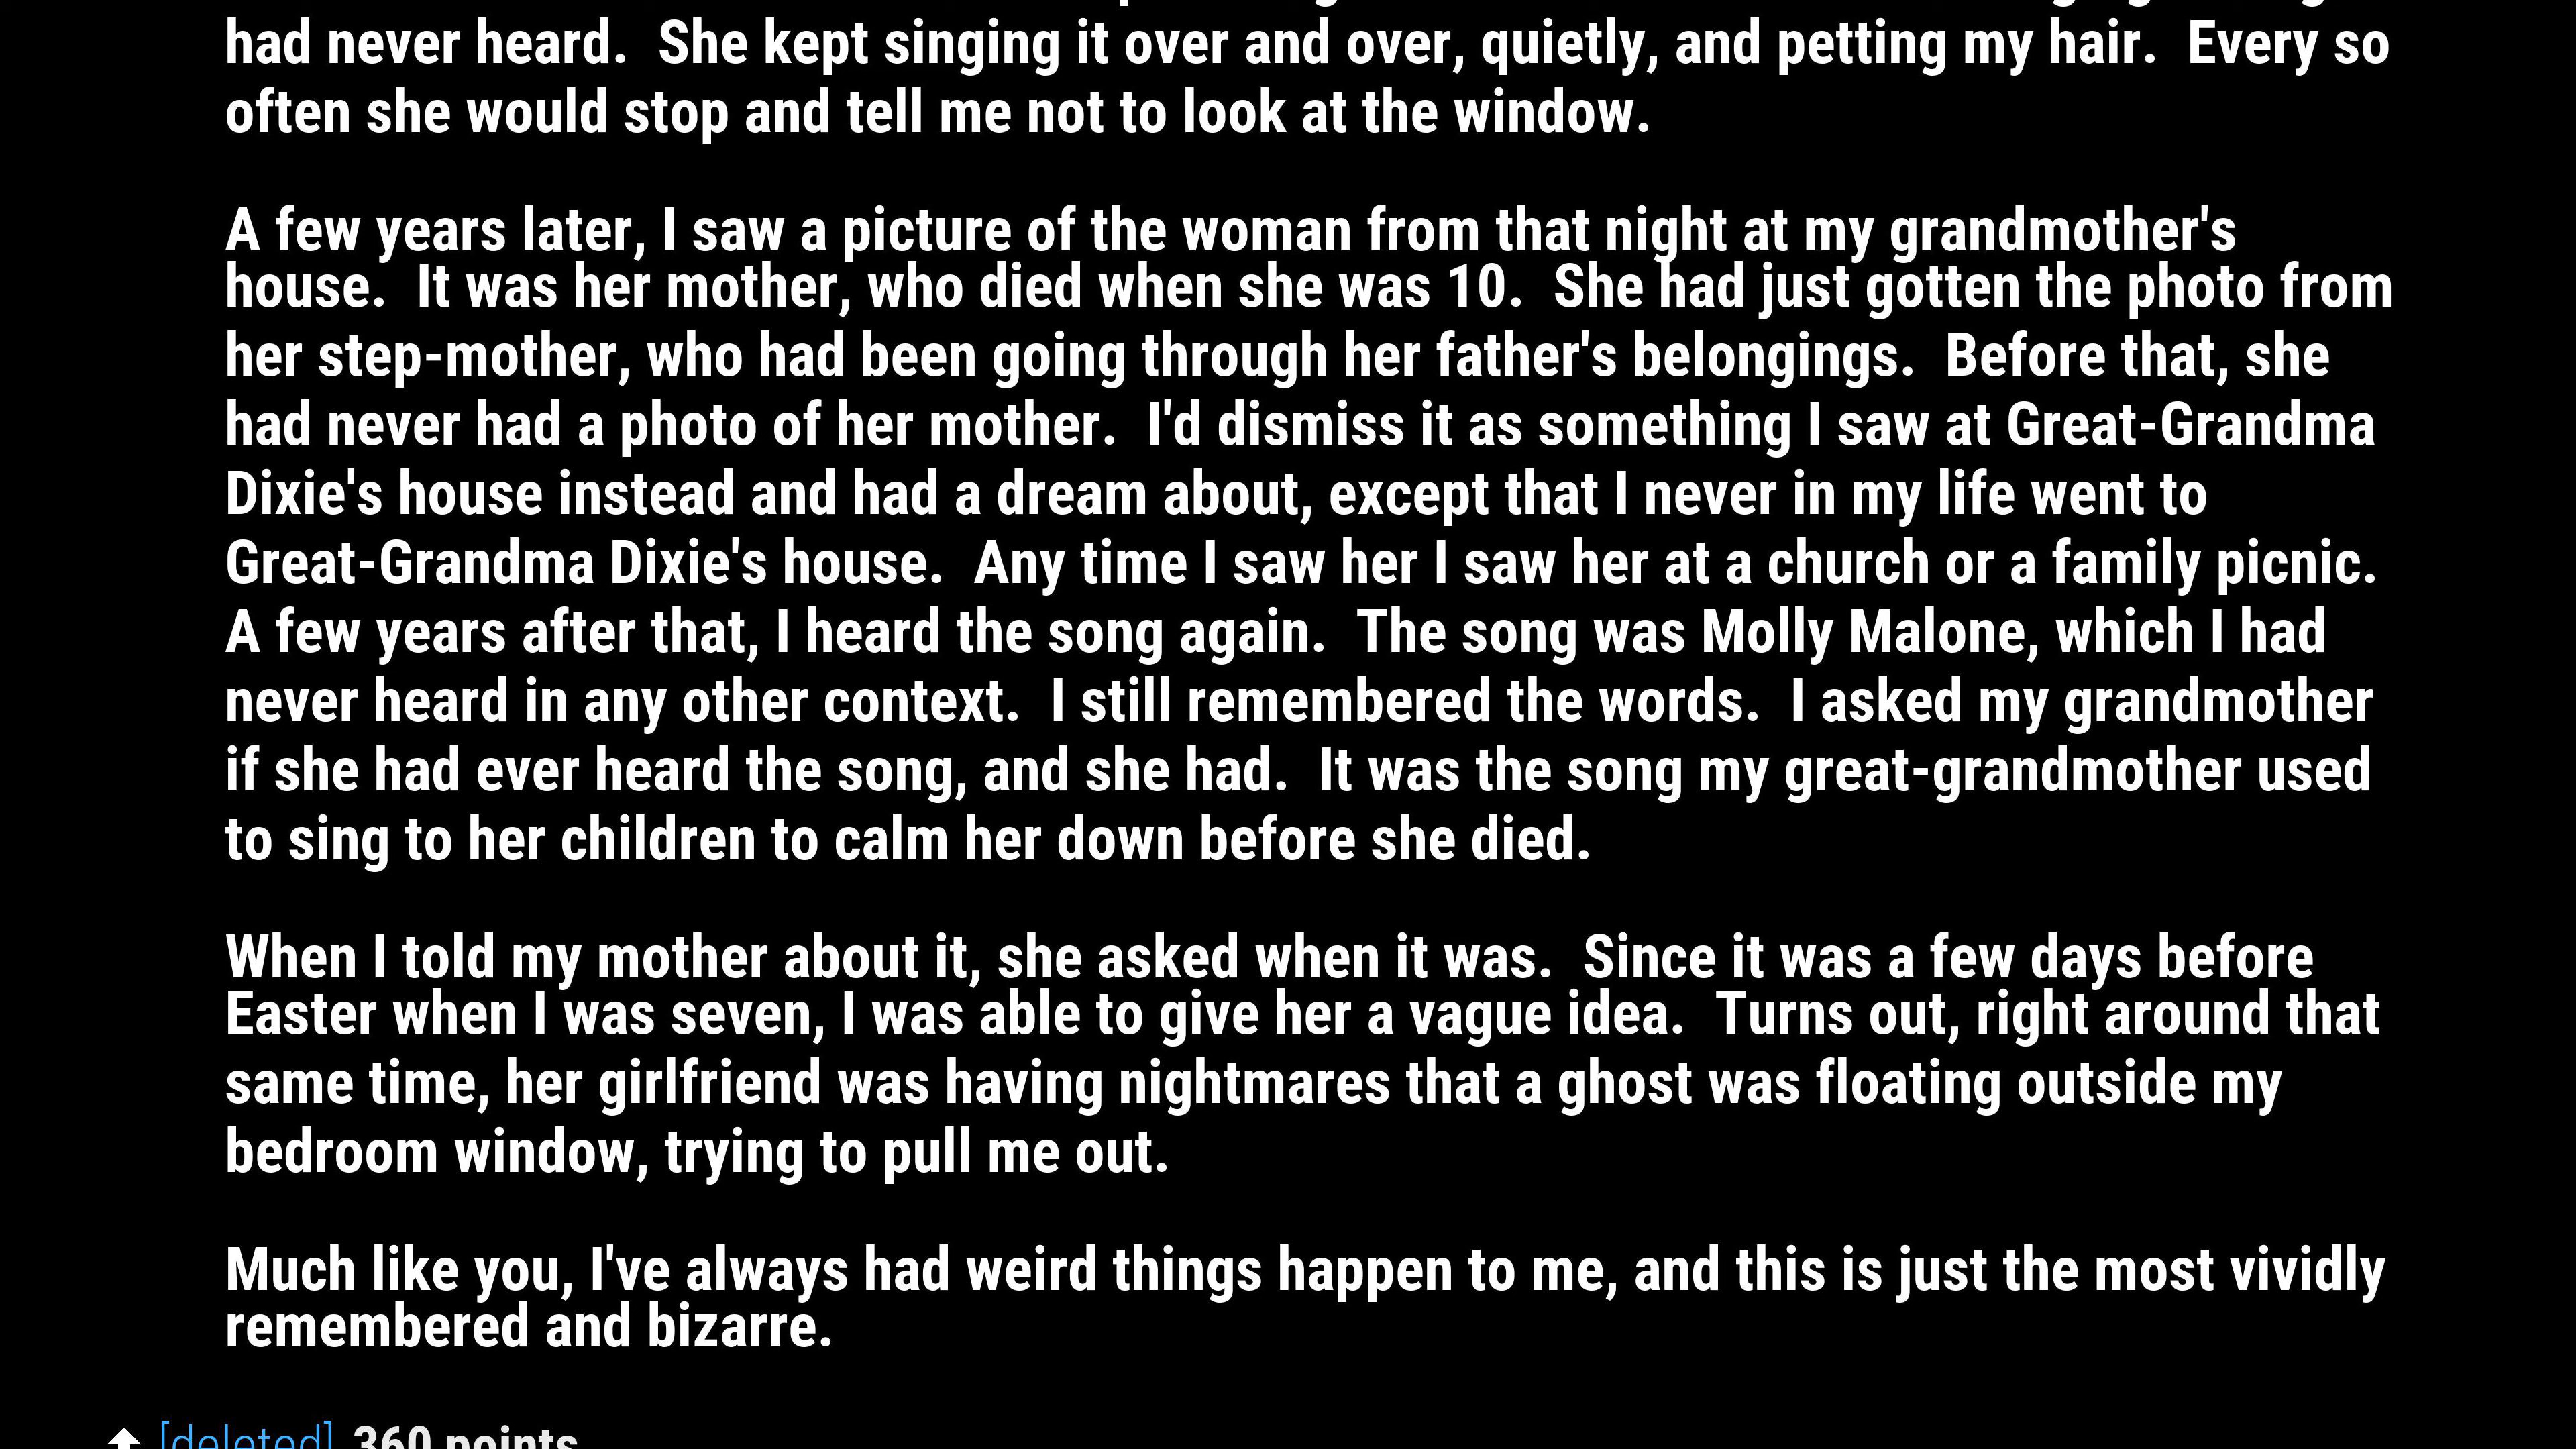 had never heard.  She kept singing it over and over, quietly, and petting my hair.  Every so
often she would stop and tell me not to look at the window.
A few years later, I saw a picture of the woman from that night at my grandmother's
house.  It was her mother, who died when she was 10.  She had just gotten the photo from
her step-mother, who had been going through her father's belongings.  Before that, she
had never had a photo of her mother.  I'd dismiss it as something I saw at Great-Grandma
Dixie's house instead and had a dream about, except that I never in my life went to
Great-Grandma Dixie's house.  Any time I saw her I saw her at a church or a family picnic.
A few years after that, I heard the song again.  The song was Molly Malone, which I had
never heard in any other context.  I still remembered the words.  I asked my grandmother
if she had ever heard the song, and she had.  It was the song my great-grandmother used
to sing to her children to calm her down before she died.
When I told my mother about it, she asked when it was.  Since it was a few days before
Easter when I was seven, I was able to give her a vague idea.  Turns out, right around that
same time, her girlfriend was having nightmares that a ghost was floating outside my
bedroom window, trying to pull me out.
Much like you, I've always had weird things happen to me, and this is just the most vividly
remembered and bizarre.
[deleted] 360 points